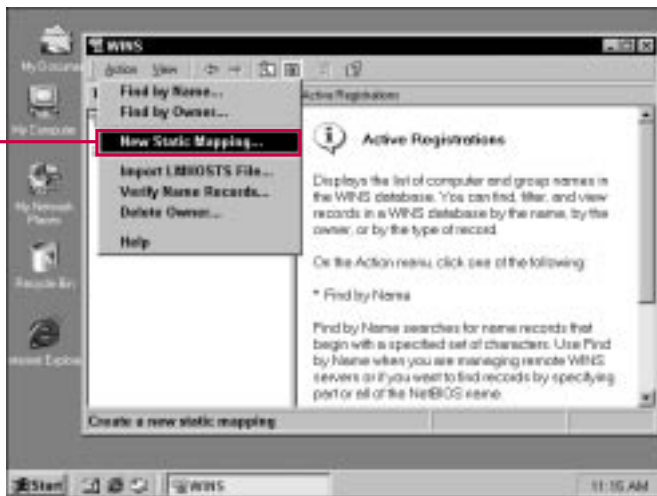 WINS
My Docume
Action View
Find by Name...
Find by Owner...
New Static Mapping...
Import LMHOSTS File...
Verify Name Records...
Delete Owner...
Help
Active Registrations
My Computer
My Network
Places
Recycle Bin
Internet Explore
Active Registrations
Displays the list of computer and group names in
the WINS database. You can find, filter, and view
records in a WINS database by the name, by the
owner, or by the type of record.
On the Action menu, click one of the following:
* Find by Name
Find by Name searches for name records that
begin with a specified set of characters. Use Find
by Name when you are managing remote WINS
servers or if you want to find records by specifying
part or all of the NetBIOS name.
Create a new static mapping
Start
WINS
11:15 AM